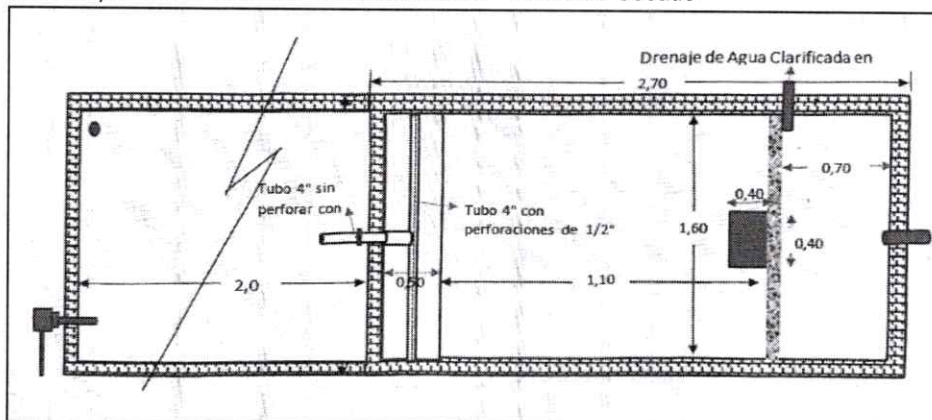 Drenaje de Agua Clarificada en
2,70
0,70
Tubo 4" sin
perforar con
Tubo 4" con
perforaciones de 1/2"
0,40
1,60
0,40
0,50
2,0
1,10